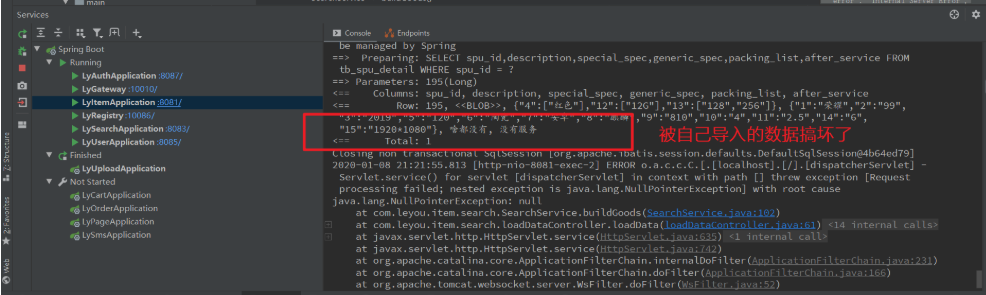 main
Services
Console
Endpoints
Spring Boot
Running
LyAuthApplication :8087/
LyGateway :10010/
LyItemApplication :8081/
LyRegistry :10086/
LySearchApplication :8083/
LyUserApplication :8085/
Finished
LyUploadApplication
Not Started
LyCartApplication
LyOrderApplication
LyPageApplication
LySmsApplication
Z: Structure
2: Favorites
Web
be managed by Spring
==>  Preparing: SELECT spu_id,description,special_spec,generic_spec,packing_list,after_service FROM
tb_spu_detail WHERE spu_id = ?
==> Parameters: 195(Long)
<==    Columns: spu_id, description, special_spec, generic_spec, packing_list, after_service
<==        Row: 195, <<BLOB>>, {"4":["红色"],"12":["12G"],"13":["128","256"]}, {"1":"荣耀","2":"99",
"3":"2019","5":"120","6":"陶瓷","7":"安卓","8":"麒麟","9":"810","10":"4","11":"2.5","14":"6",
"15":"1920*1080"}, 啥都没有, 没有服务
<==      Total: 1
被自己导入的数据搞坏了
Closing non transactional SqlSession [org.apache.ibatis.session.defaults.DefaultSqlSession@4b64ed79]
2020-01-08 21:21:55.813 [http-nio-8081-exec-2] ERROR o.a.c.c.C.[.[localhost].[/].[dispatcherServlet] -
Servlet.service() for servlet [dispatcherServlet] in context with path [] threw exception [Request
processing failed; nested exception is java.lang.NullPointerException] with root cause
java.lang.NullPointerException: null
at com.leyou.item.search.SearchService.buildGoods(SearchService.java:102)
at com.leyou.item.search.loadDataController.loadData(loadDataController.java:61) <14 internal calls>
at javax.servlet.http.HttpServlet.service(HttpServlet.java:635) <1 internal call>
at javax.servlet.http.HttpServlet.service(HttpServlet.java:742)
at org.apache.catalina.core.ApplicationFilterChain.internalDoFilter(ApplicationFilterChain.java:231)
at org.apache.catalina.core.ApplicationFilterChain.doFilter(ApplicationFilterChain.java:166)
at org.apache.tomcat.websocket.server.WsFilter.doFilter(WsFilter.java:52)